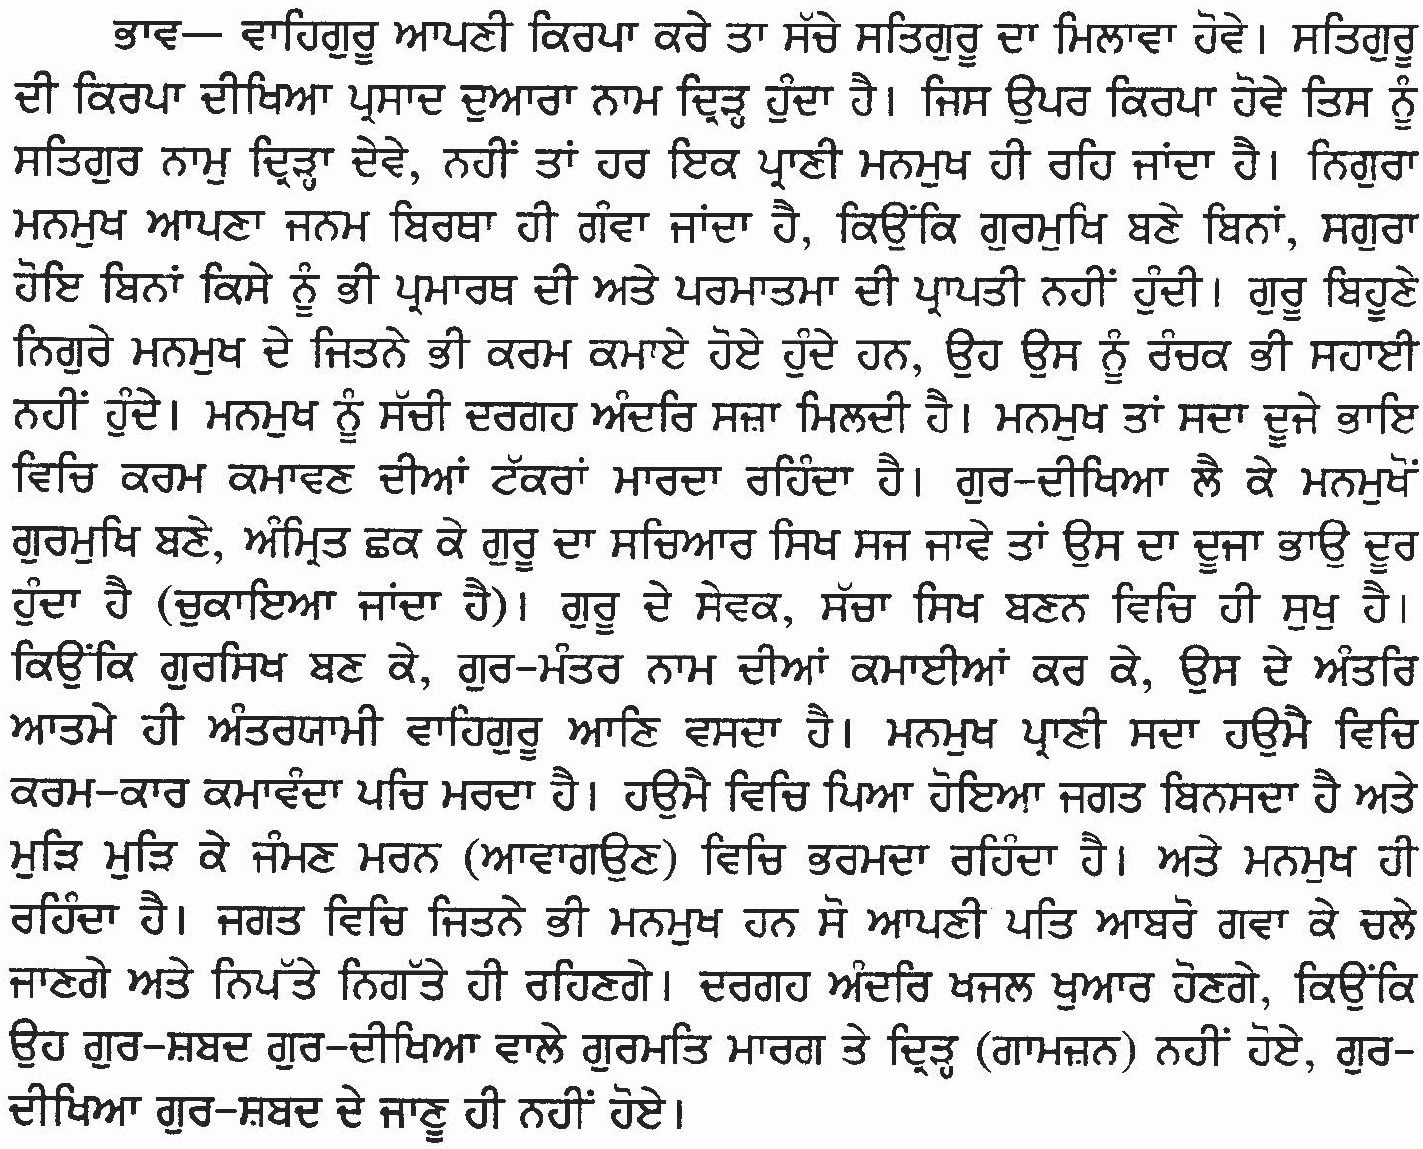 ਭਾਵ— ਵਾਹਿਗੁਰੂ ਆਪਣੀ ਕਿਰਪਾ ਕਰੇ ਤਾ ਸੱਚੇ ਸਤਿਗੁਰੂ ਦਾ ਮਿਲਾਵਾ ਹੋਵੇ। ਸਤਿਗੁਰੂ
ਦੀ ਕਿਰਪਾ ਦੀਖਿਆ ਪ੍ਰਸਾਦ ਦੁਆਰਾ ਨਾਮ ਦ੍ਰਿੜ੍ਹ ਹੁੰਦਾ ਹੈ। ਜਿਸ ਉਪਰ ਕਿਰਪਾ ਹੋਵੇ ਤਿਸ ਨੂੰ
ਸਤਿਗੁਰ ਨਾਮੁ ਦ੍ਰਿੜ੍ਹਾ ਦੇਵੇ, ਨਹੀਂ ਤਾਂ ਹਰ ਇਕ ਪ੍ਰਾਣੀ ਮਨਮੁਖ ਹੀ ਰਹਿ ਜਾਂਦਾ ਹੈ। ਨਿਗੁਰਾ
ਮਨਮੁਖ ਆਪਣਾ ਜਨਮ ਬਿਰਥਾ ਹੀ ਗੰਵਾ ਜਾਂਦਾ ਹੈ, ਕਿਉਂਕਿ ਗੁਰਮੁਖਿ ਬਣੇ ਬਿਨਾਂ, ਸਗੁਰਾ
ਹੋਇ ਬਿਨਾਂ ਕਿਸੇ ਨੂੰ ਭੀ ਪ੍ਰਮਾਰਥ ਦੀ ਅਤੇ ਪਰਮਾਤਮਾ ਦੀ ਪ੍ਰਾਪਤੀ ਨਹੀਂ ਹੁੰਦੀ। ਗੁਰੂ ਬਿਹੂਣੇ
ਨਿਗੁਰੇ ਮਨਮੁਖ ਦੇ ਜਿਤਨੇ ਭੀ ਕਰਮ ਕਮਾਏ ਹੋਏ ਹੁੰਦੇ ਹਨ, ਉਹ ਉਸ ਨੂੰ ਰੰਚਕ ਭੀ ਸਹਾਈ
ਨਹੀਂ ਹੁੰਦੇ। ਮਨਮੁਖ ਨੂੰ ਸੱਚੀ ਦਰਗਹ ਅੰਦਰਿ ਸਜ਼ਾ ਮਿਲਦੀ ਹੈ। ਮਨਮੁਖ ਤਾਂ ਸਦਾ ਦੂਜੇ ਭਾਇ
ਵਿਚਿ ਕਰਮ ਕਮਾਵਣ ਦੀਆਂ ਟੱਕਰਾਂ ਮਾਰਦਾ ਰਹਿੰਦਾ ਹੈ। ਗੁਰ-ਦੀਖਿਆ ਲੈ ਕੇ ਮਨਮੁਖੋਂ
ਗੁਰਮੁਖਿ ਬਣੇ, ਅੰਮ੍ਰਿਤ ਛਕ ਕੇ ਗੁਰੂ ਦਾ ਸਚਿਆਰ ਸਿਖ ਸਜ ਜਾਵੇ ਤਾਂ ਉਸ ਦਾ ਦੂਜਾ ਭਾਉ ਦੂਰ
ਹੁੰਦਾ ਹੈ (ਚੁਕਾਇਆ ਜਾਂਦਾ ਹੈ)। ਗੁਰੂ ਦੇ ਸੇਵਕ, ਸੱਚਾ ਸਿਖ ਬਣਨ ਵਿਚਿ ਹੀ ਸੁਖੁ ਹੈ।
ਕਿਉਂਕਿ ਗੁਰਸਿਖ ਬਣ ਕੇ, ਗੁਰ-ਮੰਤਰ ਨਾਮ ਦੀਆਂ ਕਮਾਈਆਂ ਕਰ ਕੇ, ਉਸ ਦੇ ਅੰਤਰਿ
ਆਤਮੇ ਹੀ ਅੰਤਰਯਾਮੀ ਵਾਹਿਗੁਰੂ ਆਣਿ ਵਸਦਾ ਹੈ। ਮਨਮੁਖ ਪ੍ਰਾਣੀ ਸਦਾ ਹਉਮੈ ਵਿਚਿ
ਕਰਮ-ਕਾਰ ਕਮਾਵੰਦਾ ਪਚਿ ਮਰਦਾ ਹੈ। ਹਉਮੈ ਵਿਚਿ ਪਿਆ ਹੋਇਆ ਜਗਤ ਬਿਨਸਦਾ ਹੈ ਅਤੇ
ਮੁੜਿ ਮੁੜਿ ਕੇ ਜੰਮਣ ਮਰਨ (ਆਵਾਗਉਣ) ਵਿਚਿ ਭਰਮਦਾ ਰਹਿੰਦਾ ਹੈ। ਅਤੇ ਮਨਮੁਖ ਹੀ
ਰਹਿੰਦਾ ਹੈ। ਜਗਤ ਵਿਚਿ ਜਿਤਨੇ ਭੀ ਮਨਮੁਖ ਹਨ ਸੋ ਆਪਣੀ ਪਤਿ ਆਬਰੋ ਗਵਾ ਕੇ ਚਲੇ
ਜਾਣਗੇ ਅਤੇ ਨਿਪੱਤੇ ਨਿਗੱਤੇ ਹੀ ਰਹਿਣਗੇ। ਦਰਗਹ ਅੰਦਰਿ ਖਜਲ ਖੁਆਰ ਹੋਣਗੇ, ਕਿਉਂਕਿ
ਉਹ ਗੁਰ-ਸ਼ਬਦ ਗੁਰ-ਦੀਖਿਆ ਵਾਲੇ ਗੁਰਮਤਿ ਮਾਰਗ ਤੇ ਦ੍ਰਿੜ੍ਹ (ਗਾਮਜ਼ਨ) ਨਹੀਂ ਹੋਏ, ਗੁਰ-
ਦੀਖਿਆ ਗੁਰ-ਸ਼ਬਦ ਦੇ ਜਾਣੂ ਹੀ ਨਹੀਂ ਹੋਏ।